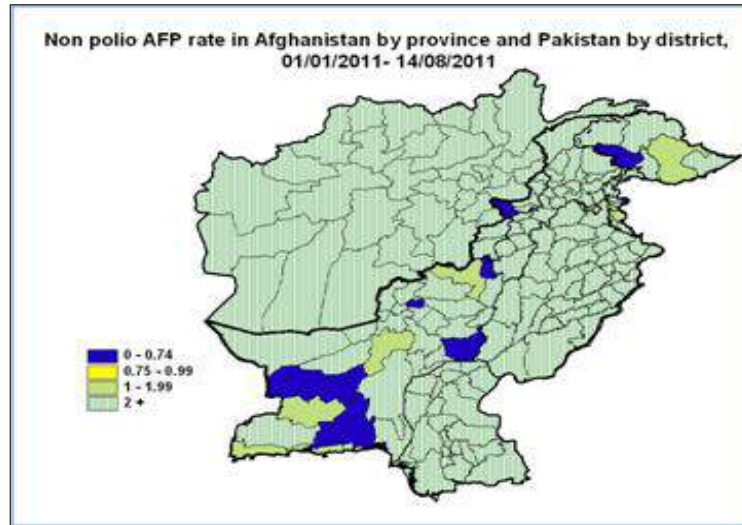 Non polio AFP rate in Afghanistan by province and Pakistan by district,
01/01/2011- 14/08/2011
0 - 0.74
0.75 - 0.99
1 - 1.99
2 +